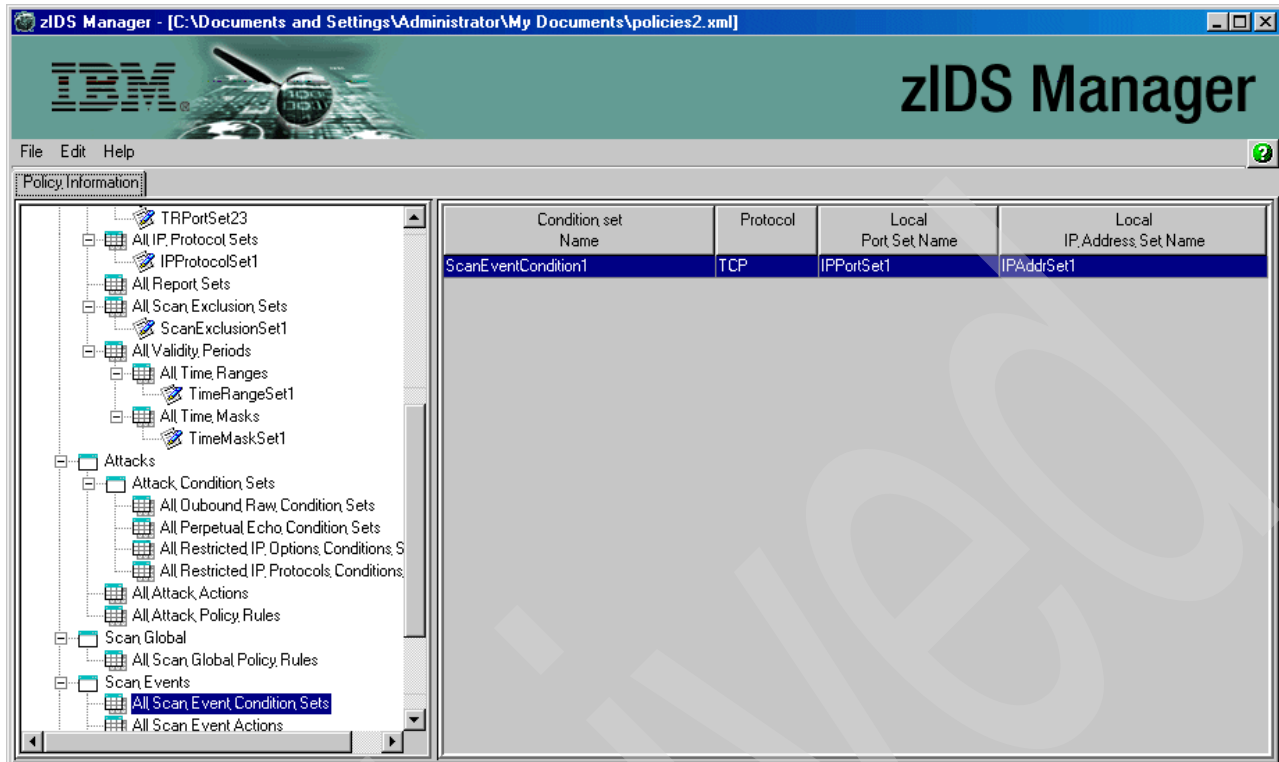 zIDS Manager - [C:\Documents and Settings\Administrator\My Documents\policies2.xml]
IBM®
zIDS Manager
File Edit Help
Policy Information
TRPortSet23
All IP Protocol Sets
IPProtocolSet1
All Report Sets
All Scan Exclusion Sets
ScanExclusionSet1
All Validity Periods
All Time Ranges
TimeRangeSet1
All Time Masks
TimeMaskSet1
Attacks
Attack Condition Sets
All Oubound Raw Condition Sets
All Perpetual Echo Condition Sets
All Restricted IP Options Conditions S
All Restricted IP Protocols Conditions
All Attack Actions
All Attack Policy Rules
Scan Global
All Scan Global Policy Rules
Scan Events
All Scan Event Condition Sets
All Scan Event Actions
Condition set Name
Protocol
Local Port Set Name
Local IP Address Set Name
ScanEventCondition1 TCP IPPortSet1 IPAddrSet1